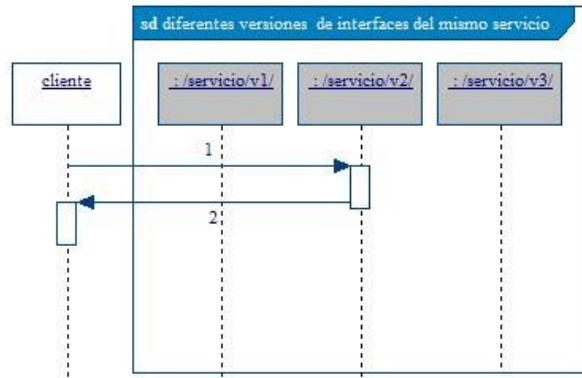 sd diferentes versiones de interfaces del mismo servicio
cliente
: /servicio/v1/
: /servicio/v2/
: /servicio/v3/
1
2